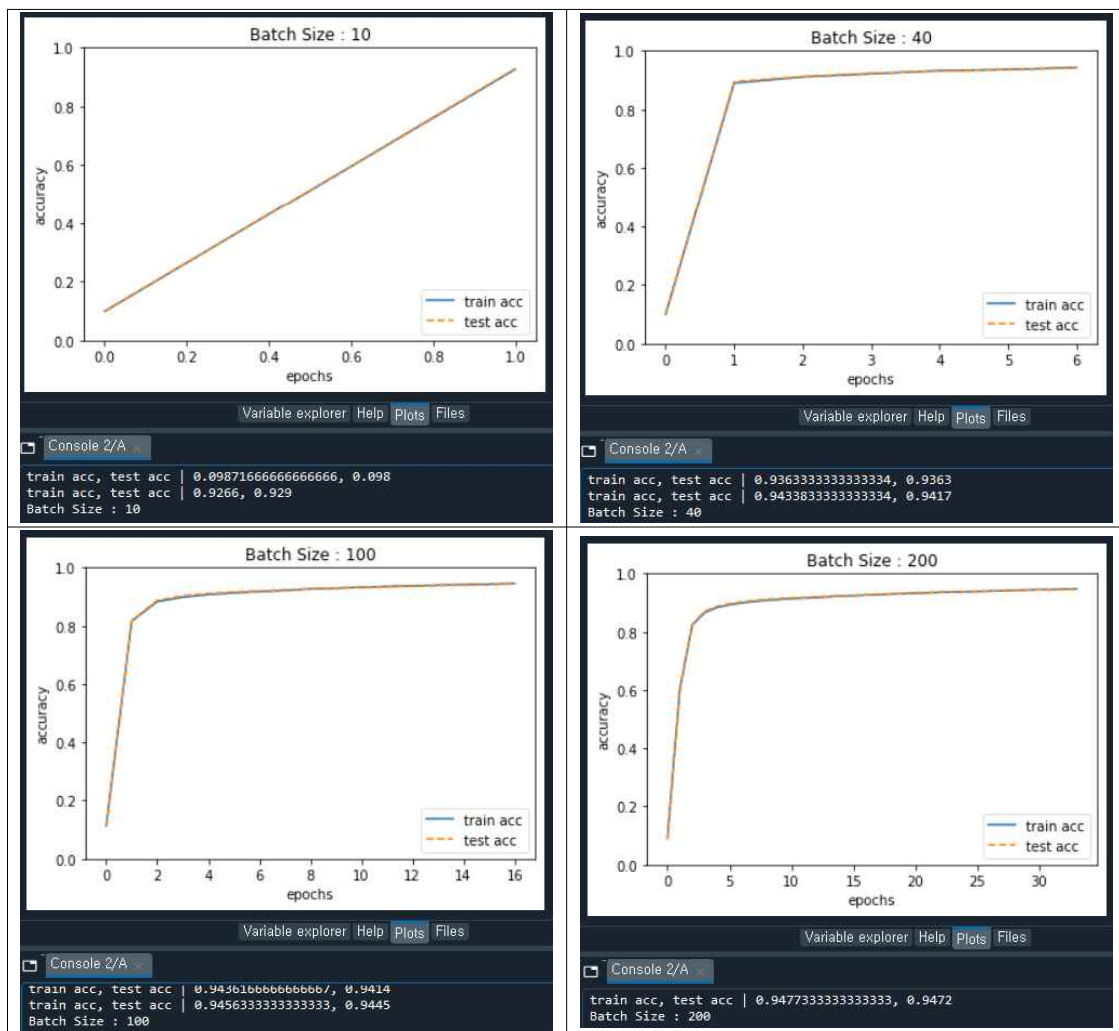 Batch Size : 10
1.0
0.8
0.6
0.4
0.2
0.0
accuracy
train acc
test acc
0.0 0.2 0.4 0.6 0.8 1.0
epochs
Variable explorer Help Plots Files
Console 2/A
train acc, test acc | 0.09871666666666666, 0.098
train acc, test acc | 0.9266, 0.929
Batch Size : 10
Batch Size : 40
1.0
0.8
0.6
0.4
0.2
0.0
accuracy
train acc
test acc
0 1 2 3 4 5 6
epochs
Variable explorer Help Plots Files
Console 2/A
train acc, test acc | 0.9363333333333334, 0.9363
train acc, test acc | 0.9433833333333334, 0.9417
Batch Size : 40
Batch Size : 100
1.0
0.8
0.6
0.4
0.2
0.0
accuracy
train acc
test acc
0 2 4 6 8 10 12 14 16
epochs
Variable explorer Help Plots Files
Console 2/A
train acc, test acc | 0.9436166666666667, 0.9414
train acc, test acc | 0.9456333333333333, 0.9445
Batch Size : 100
Batch Size : 200
1.0
0.8
0.6
0.4
0.2
0.0
accuracy
train acc
test acc
0 5 10 15 20 25 30
epochs
Variable explorer Help Plots Files
Console 2/A
train acc, test acc | 0.9477333333333333, 0.9472
Batch Size : 200